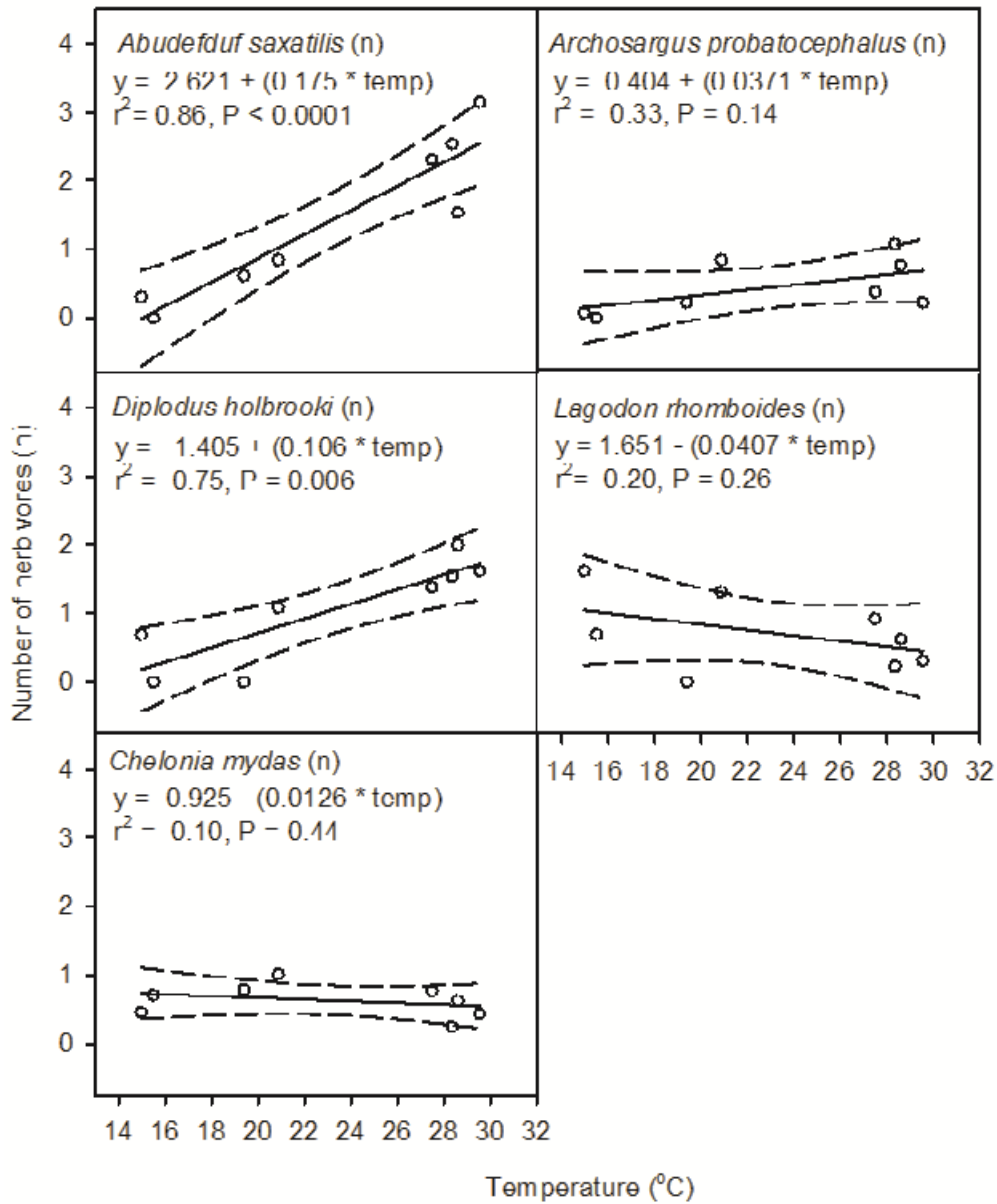 Abudefduf saxatilis (n)
y = 2.621 + (0.175 * temp)
r² = 0.86, P < 0.0001
4
3
2
1
0
Archosargus probatocephalus (n)
y = 0.404 + (0.0371 * temp)
r² = 0.33, P = 0.14
Diplodus holbrooki (n)
y = 1.405 + (0.106 * temp)
r² = 0.75, P = 0.006
4
3
2
1
0
Lagodon rhomboides (n)
y = 1.651 - (0.0407 * temp)
r² = 0.20, P = 0.26
14 16 18 20 22 24 26 28 30 32
Chelonia mydas (n)
y = 0.925 (0.0126 * temp)
r² = 0.10, P = 0.44
4
3
2
1
0
14 16 18 20 22 24 26 28 30 32
Number of herbivores (n)
Temperature (⁰C)